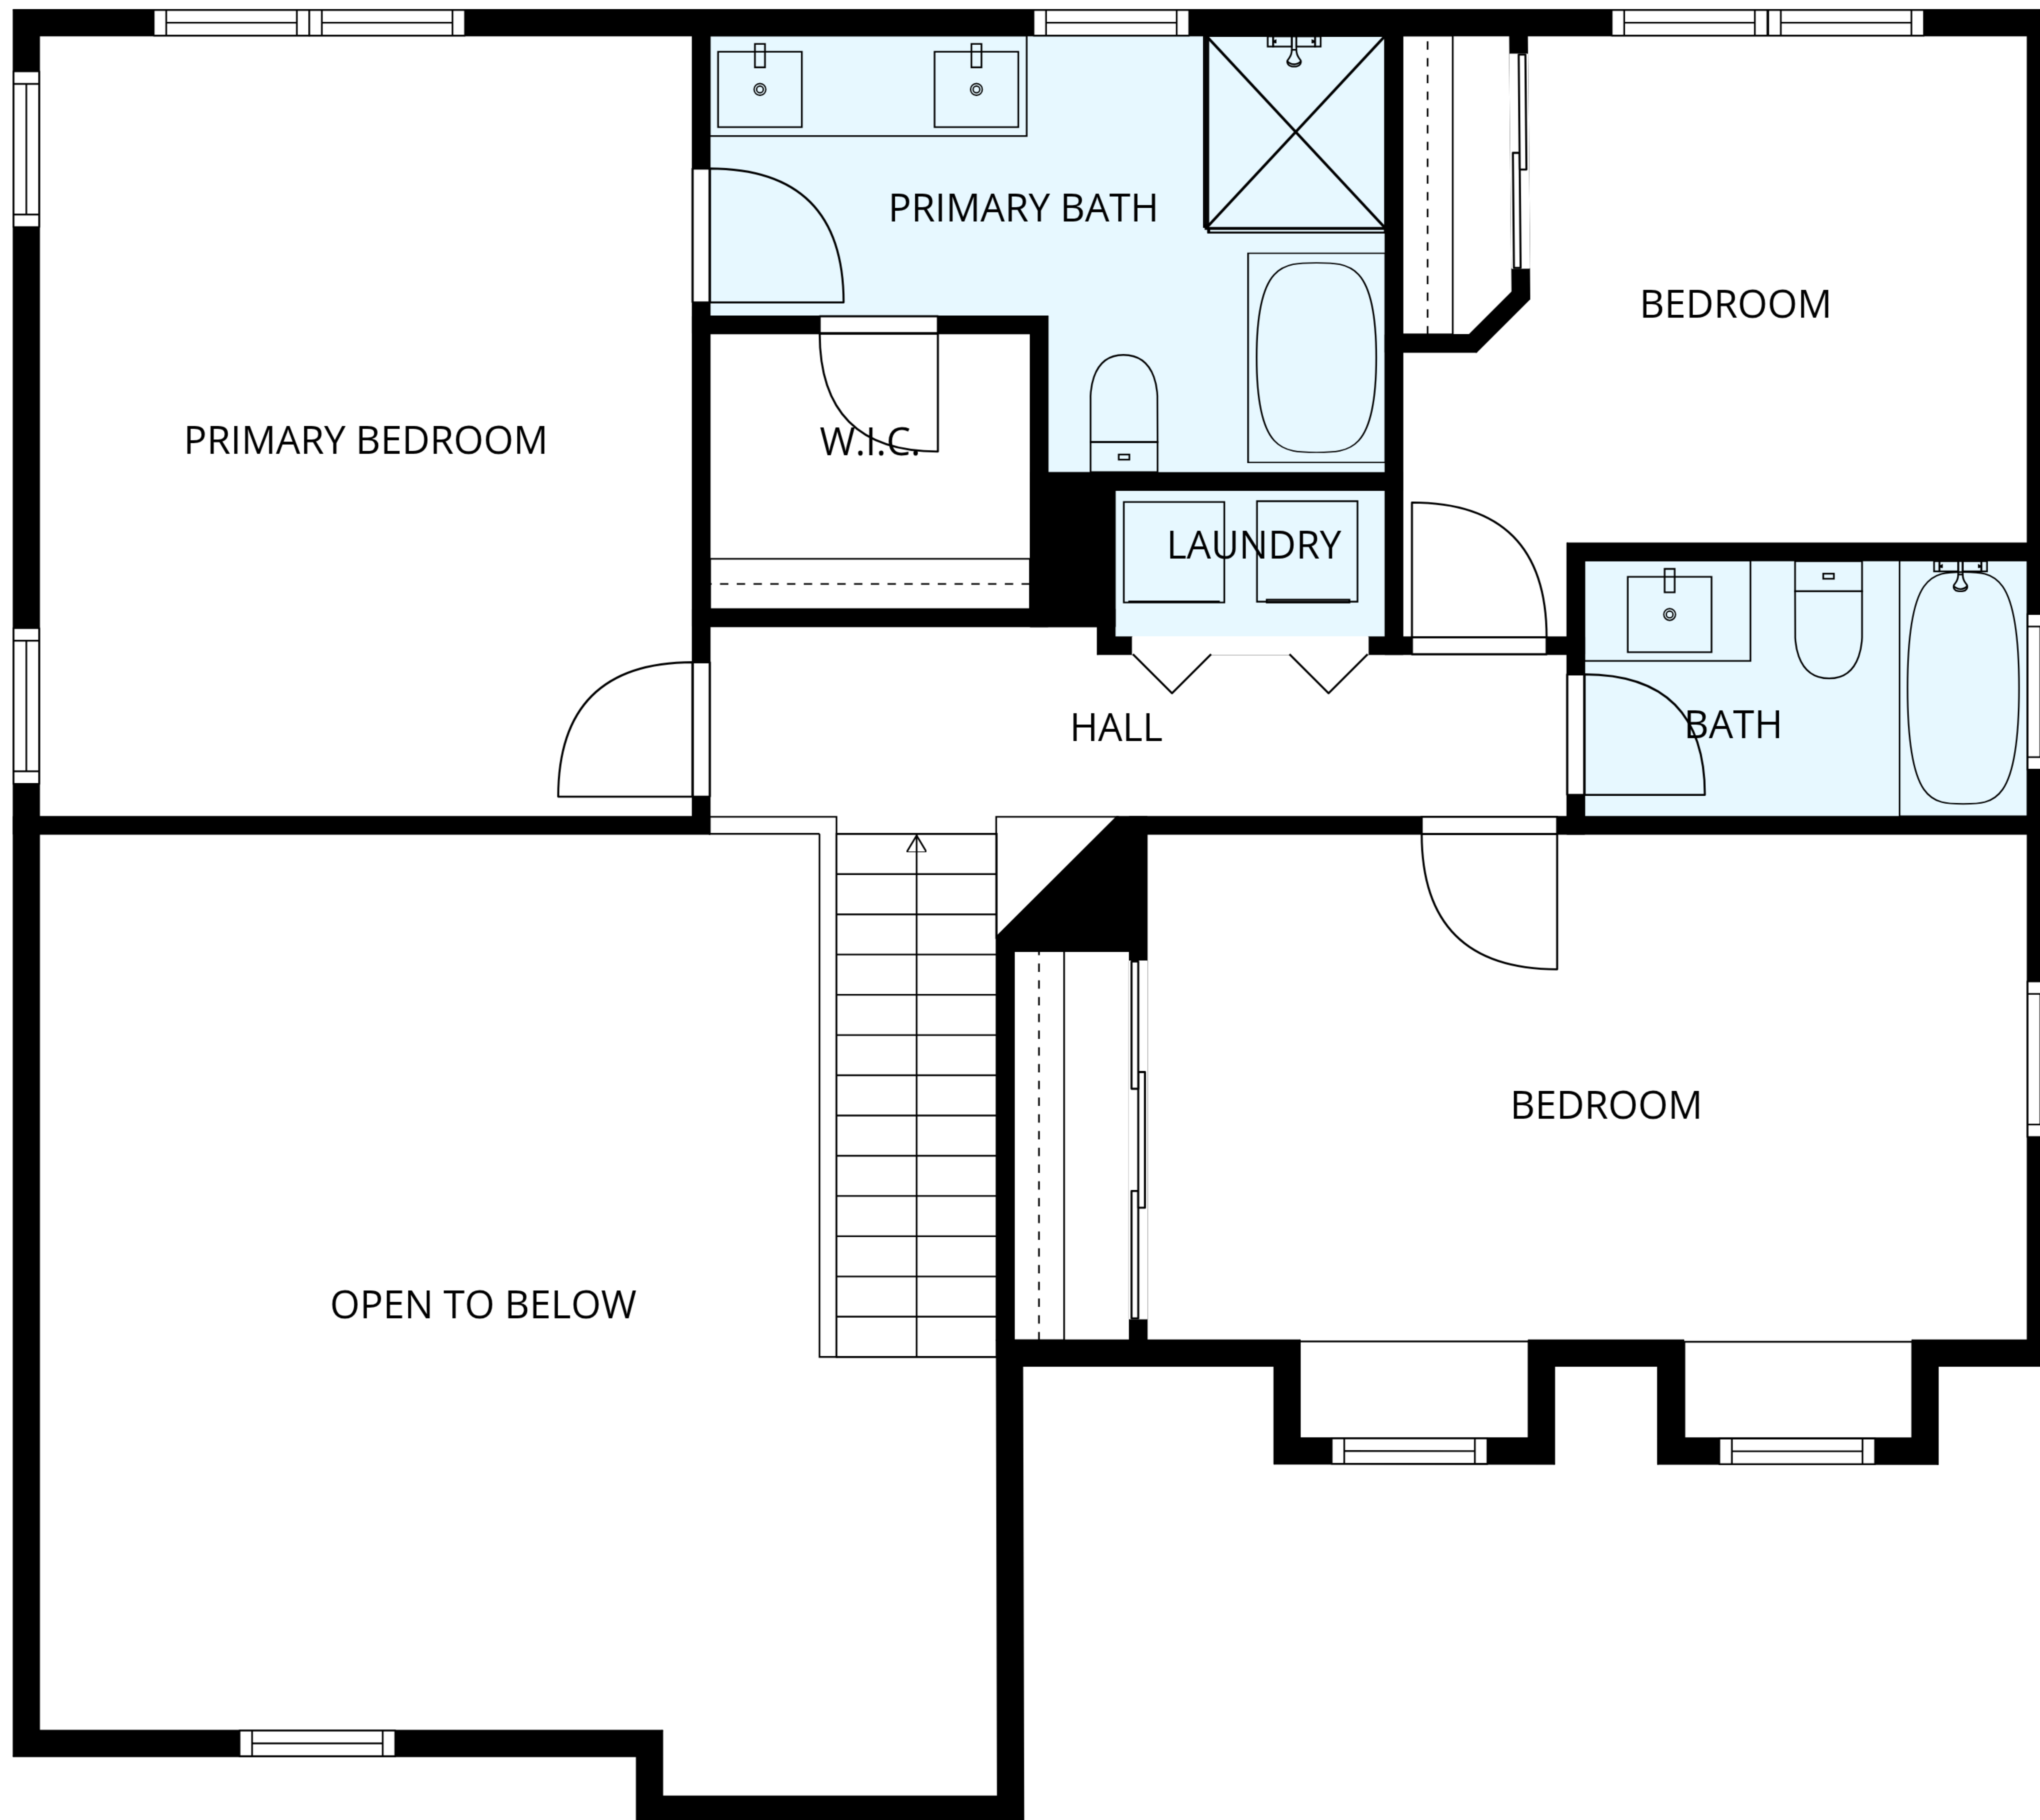 PRIMARY BATH
BEDROOM
PRIMARY BEDROOM
W.I.C.
LAUNDRY
HALL
BATH
BEDROOM
OPEN TO BELOW